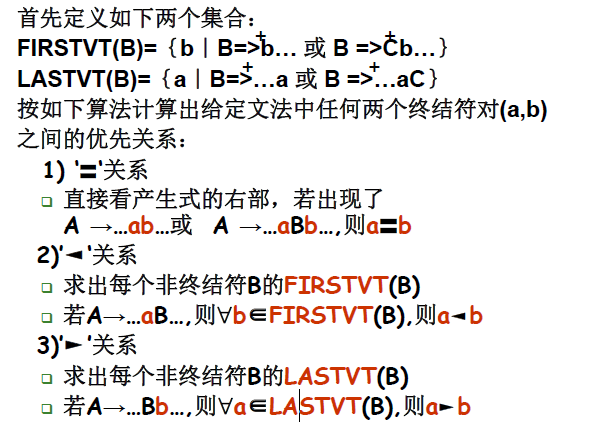 首先定义如下两个集合：
FIRSTVT(B)=｛b∣B=>+b… 或 B =>+Cb…｝
LASTVT(B)=｛a∣B=>+…a 或 B =>+…aC｝
按如下算法计算出给定文法中任何两个终结符对(a,b)
之间的优先关系：
1) '〓'关系
❑ 直接看产生式的右部，若出现了
A →…ab…或 A →…aBb…,则a〓b
2)'◄'关系
❑ 求出每个非终结符B的FIRSTVT(B)
❑ 若A→…aB…,则∀b∈FIRSTVT(B),则a◄b
3)'►'关系
❑ 求出每个非终结符B的LASTVT(B)
❑ 若A→…Bb…,则∀a∈LASTVT(B),则a►b